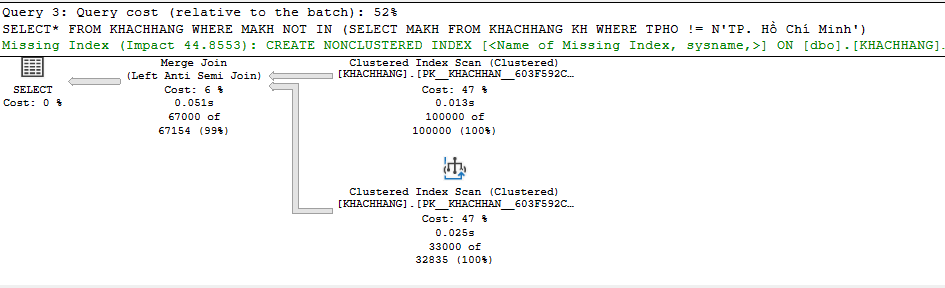 Query 3: Query cost (relative to the batch): 52%
SELECT* FROM KHACHHANG WHERE MAKH NOT IN (SELECT MAKH FROM KHACHHANG KH WHERE TPHO != N'TP. Hồ Chí Minh')
Missing Index (Impact 44.8553): CREATE NONCLUSTERED INDEX [<Name of Missing Index, sysname,>] ON [dbo].[KHACHHANG].
SELECT
Cost: 0 %
Merge Join
(Left Anti Semi Join)
Cost: 6 %
0.051s
67000 of
67154 (99%)
Clustered Index Scan (Clustered)
[KHACHHANG].[PK__KHACHHAN__603F592C…
Cost: 47 %
0.013s
100000 of
100000 (100%)
Clustered Index Scan (Clustered)
[KHACHHANG].[PK__KHACHHAN__603F592C…
Cost: 47 %
0.025s
33000 of
32835 (100%)